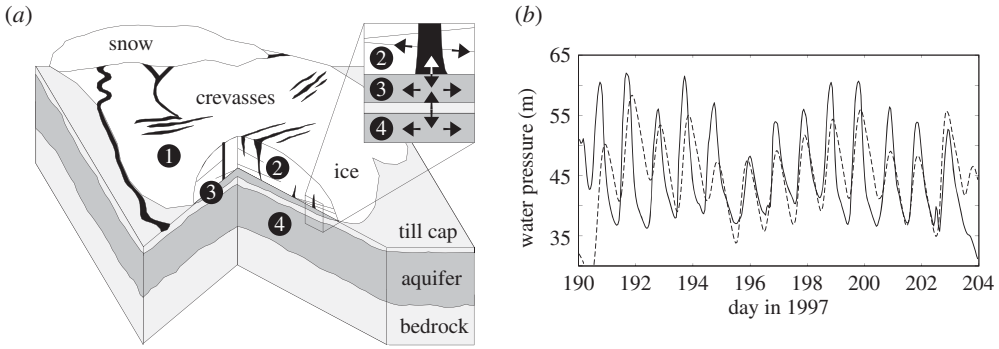 (a)
snow
crevasses
1
2
3
4
ice
2
3
4
till cap
aquifer
bedrock
(b)
water pressure (m)
65
55
45
35
190 192 194 196 198 200 202 204
day in 1997